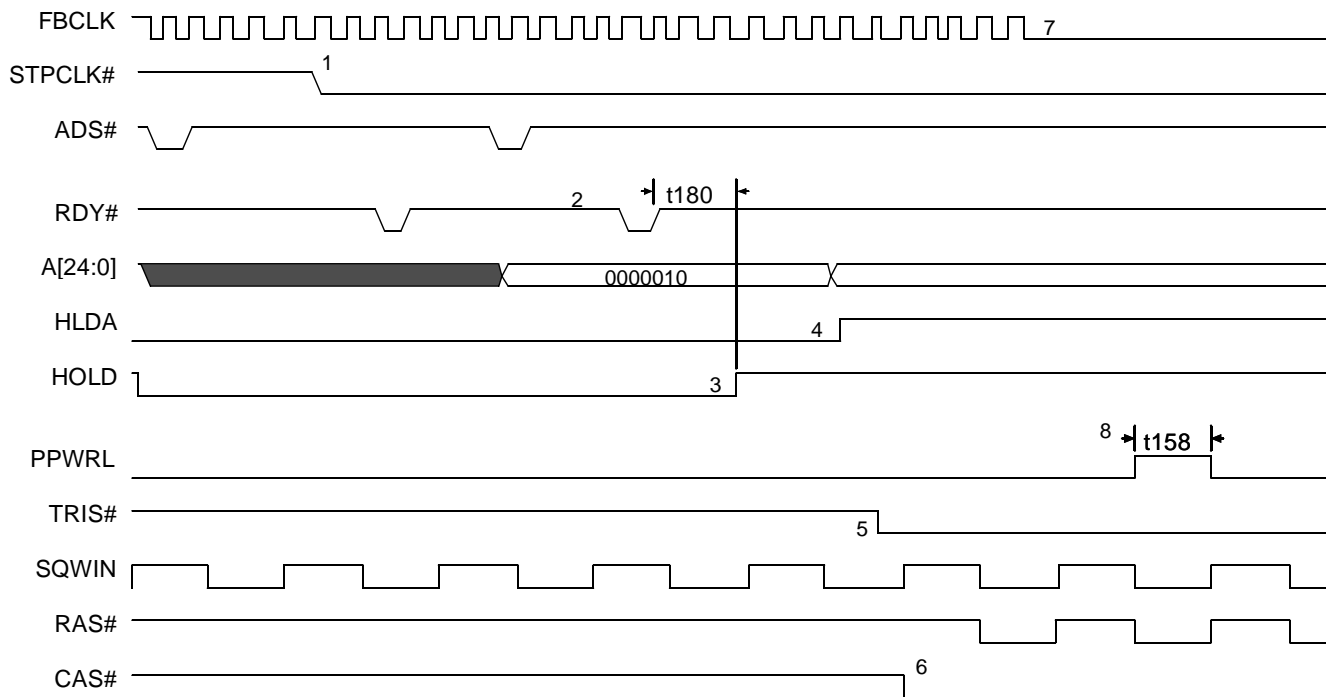 FBCLK 7
STPCLK# 1
ADS#
RDY# 2 t180
A[24:0] 0000010
HLDA 4
HOLD 3
PPWRL 8 t158
TRIS# 5
SQWIN
RAS#
CAS# 6